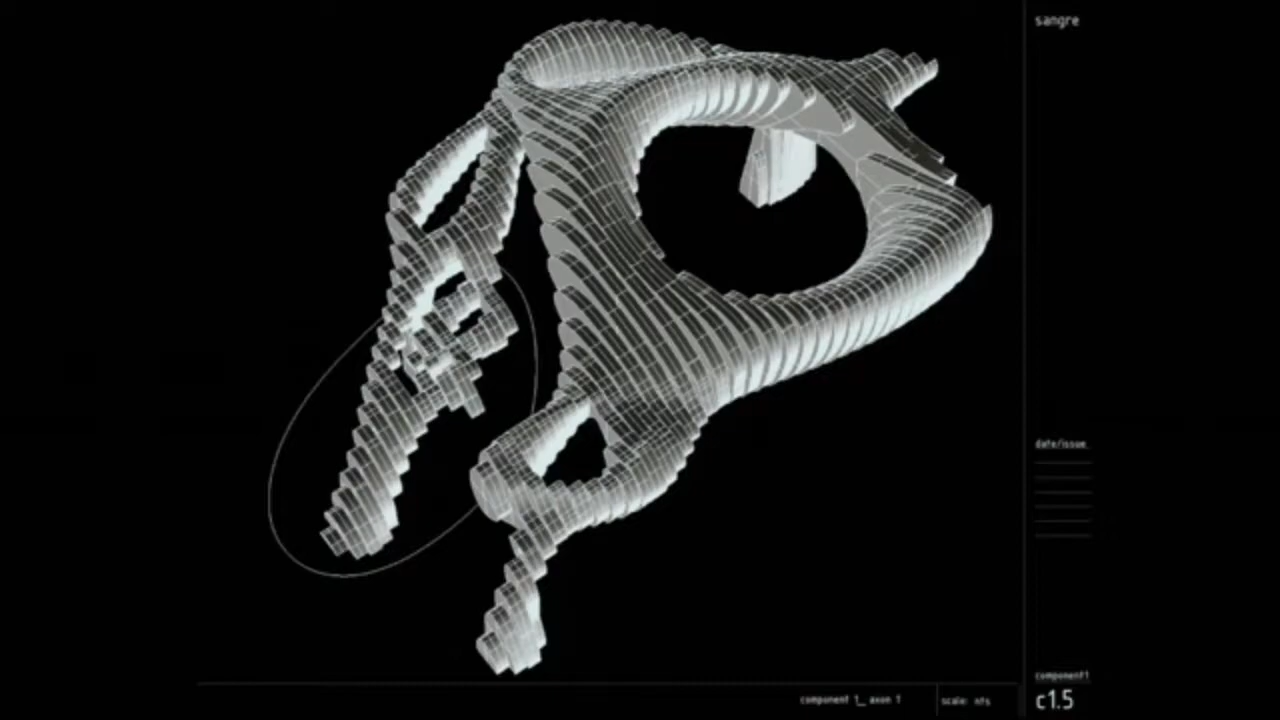 sangre
date/issue
component1
component 1_ axon 1
scale: nts
c1.5